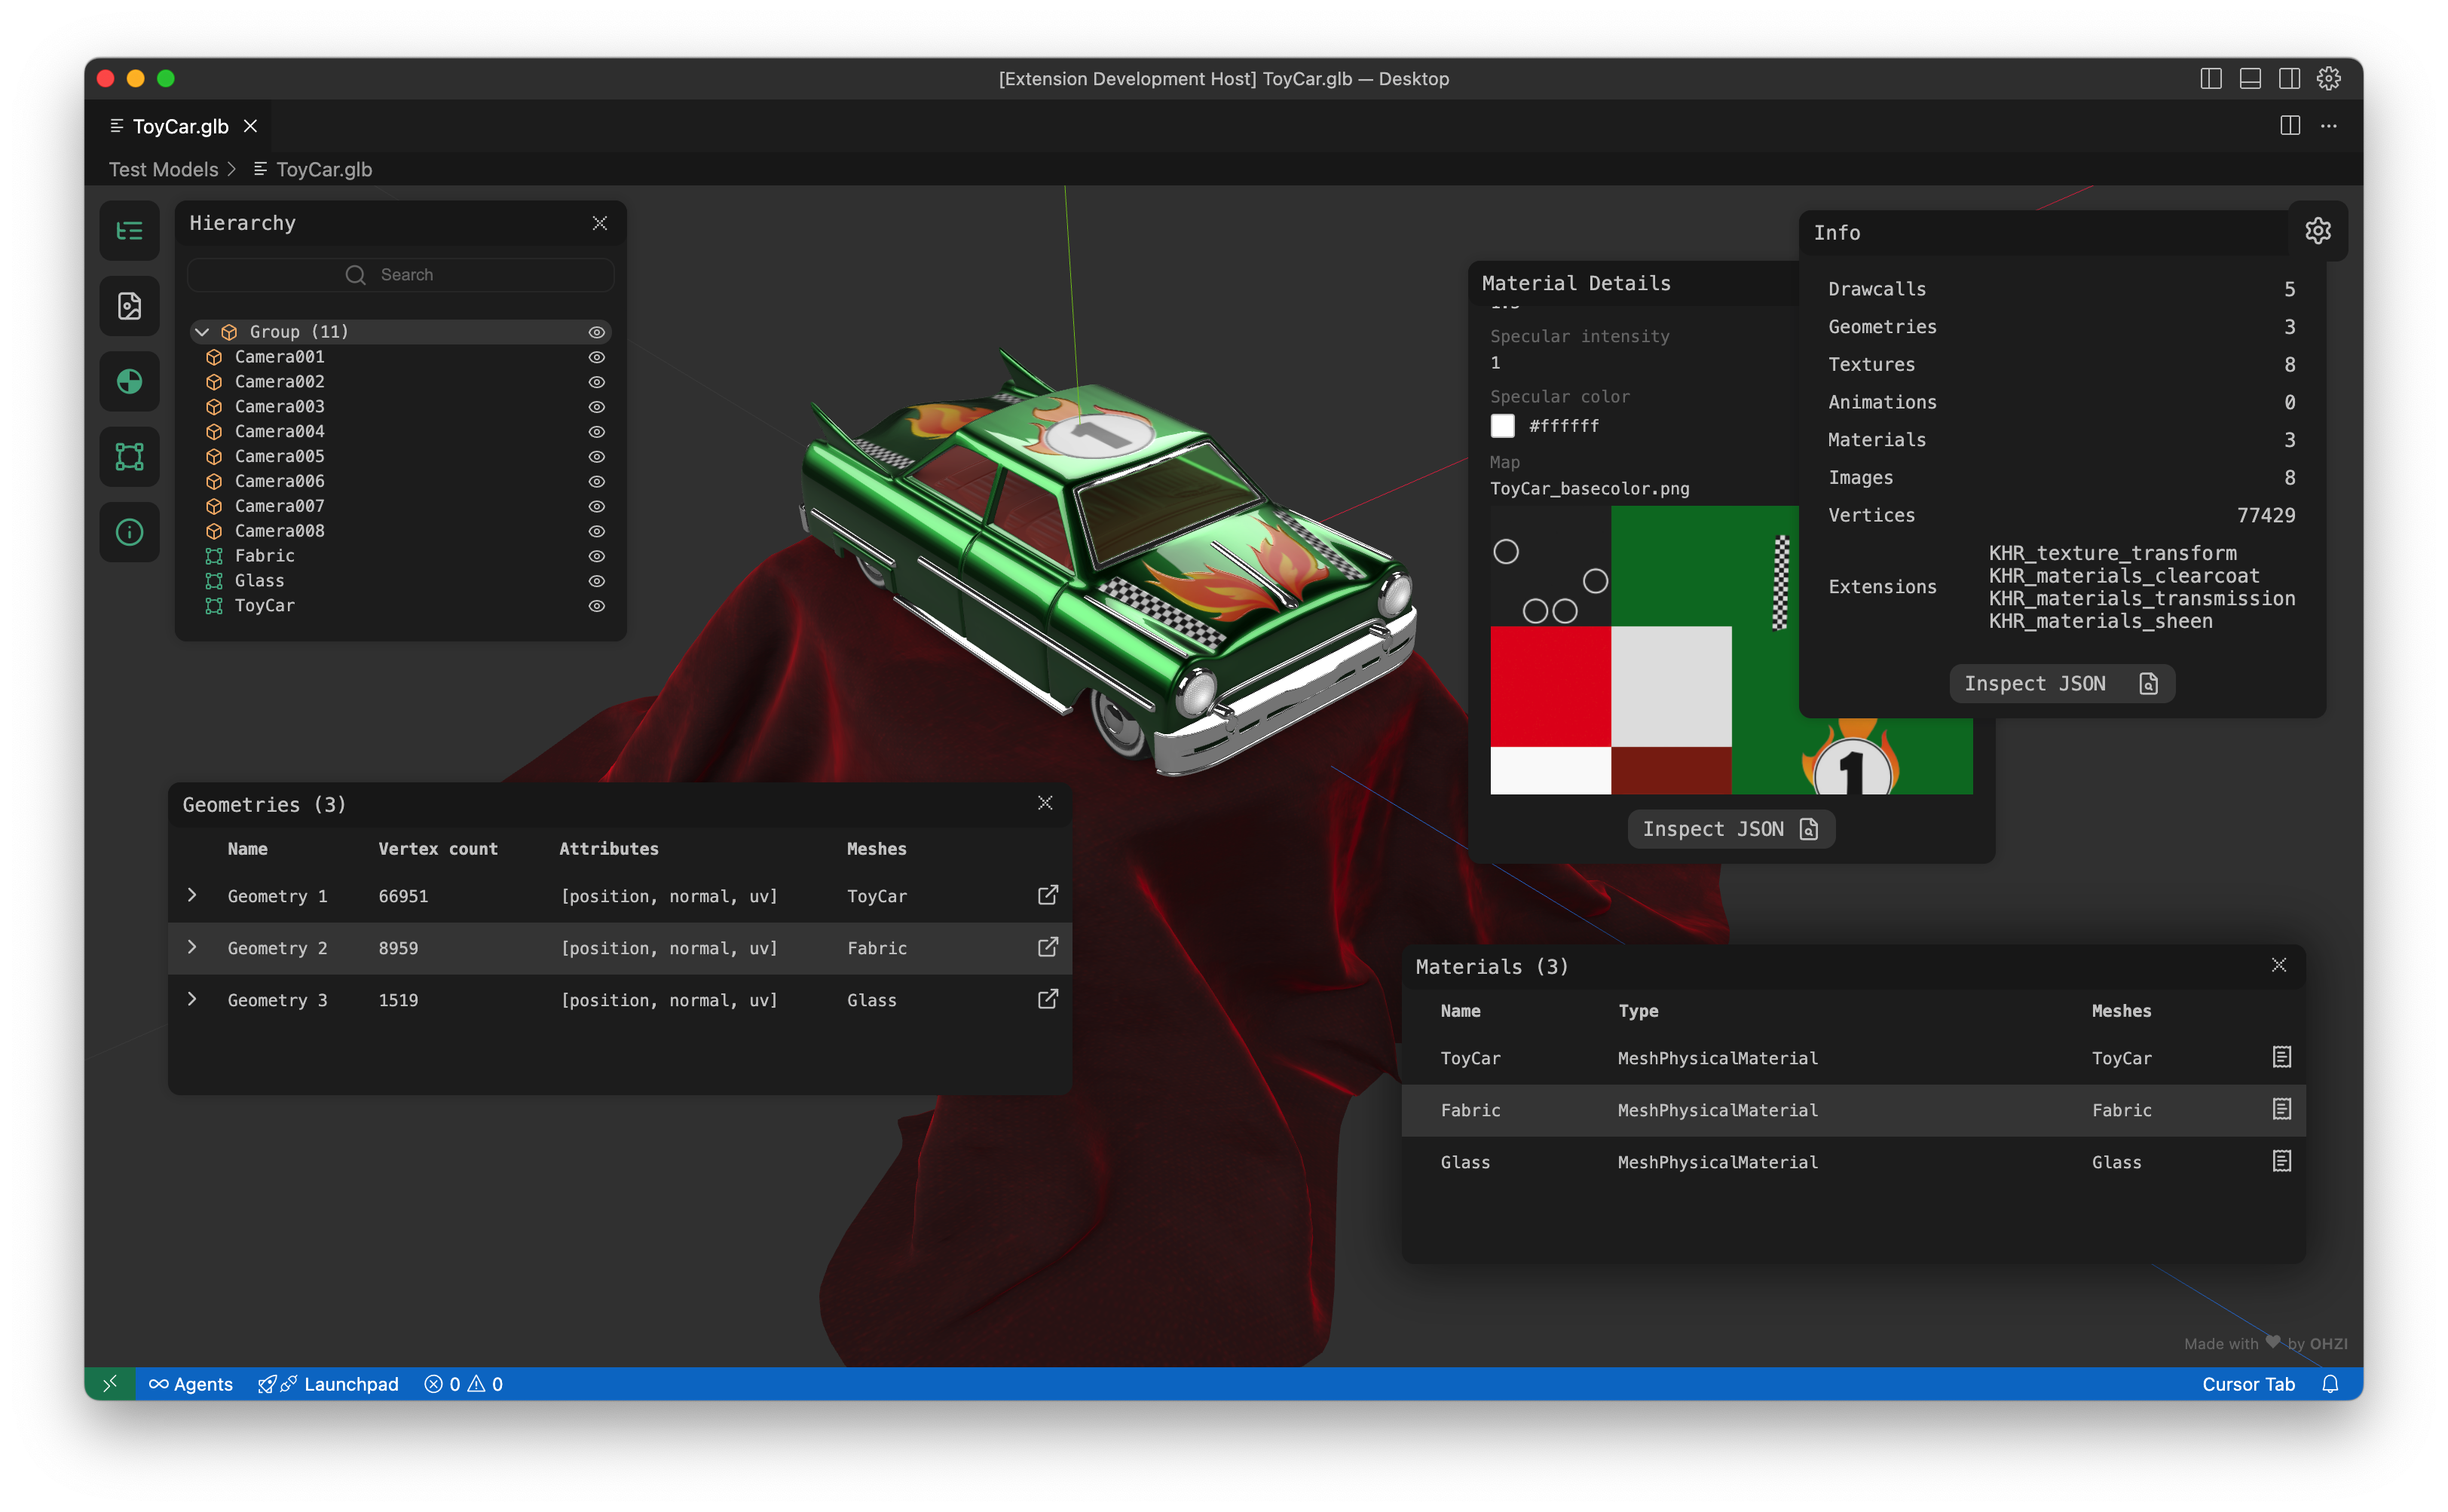 [Extension Development Host] ToyCar.glb — Desktop
ToyCar.glb
Test Models > ToyCar.glb
Hierarchy
Search
Group (11)
Camera001
Camera002
Camera003
Camera004
Camera005
Camera006
Camera007
Camera008
Fabric
Glass
ToyCar
1
Material Details
Specular intensity
1
Specular color
#ffffff
Map
ToyCar_basecolor.png
1
Inspect JSON
Info
Drawcalls 5
Geometries 3
Textures 8
Animations 0
Materials 3
Images 8
Vertices 77429
Extensions
KHR_texture_transform
KHR_materials_clearcoat
KHR_materials_transmission
KHR_materials_sheen
Inspect JSON
Geometries (3)
Name Vertex count Attributes Meshes
Geometry 1 66951 [position, normal, uv] ToyCar
Geometry 2 8959 [position, normal, uv] Fabric
Geometry 3 1519 [position, normal, uv] Glass
Materials (3)
Name Type Meshes
ToyCar MeshPhysicalMaterial ToyCar
Fabric MeshPhysicalMaterial Fabric
Glass MeshPhysicalMaterial Glass
Made with ♥ by OHZI
Agents Launchpad 0 0 Cursor Tab